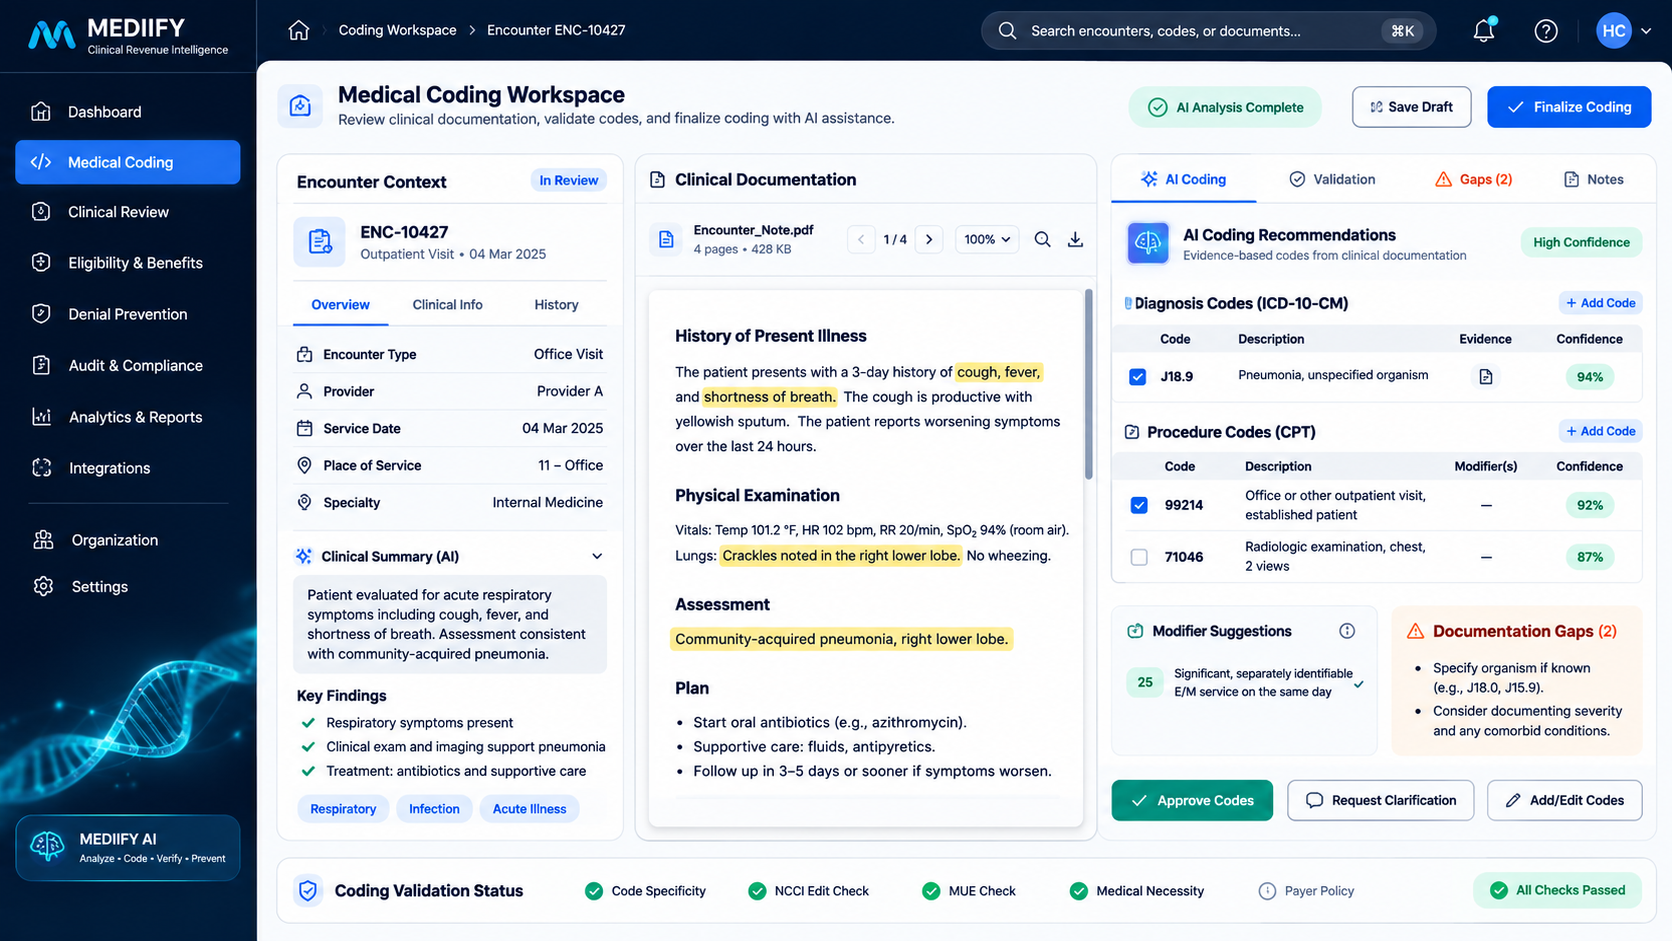 MEDIIFY
Clinical Revenue Intelligence
Dashboard
Medical Coding
Clinical Review
Eligibility & Benefits
Denial Prevention
Audit & Compliance
Analytics & Reports
Integrations
Organization
Settings
MEDIIFY AI
Analyze • Code • Verify • Prevent
Coding Workspace > Encounter ENC-10427
Search encounters, codes, or documents... ⌘K
HC
Medical Coding Workspace
Review clinical documentation, validate codes, and finalize coding with AI assistance.
AI Analysis Complete
Save Draft
Finalize Coding
Encounter Context
In Review
ENC-10427
Outpatient Visit • 04 Mar 2025
Overview
Clinical Info
History
Encounter Type Office Visit
Provider Provider A
Service Date 04 Mar 2025
Place of Service 11 – Office
Specialty Internal Medicine
Clinical Summary (AI)
Patient evaluated for acute respiratory
symptoms including cough, fever, and
shortness of breath. Assessment consistent
with community-acquired pneumonia.
Key Findings
Respiratory symptoms present
Clinical exam and imaging support pneumonia
Treatment: antibiotics and supportive care
Respiratory
Infection
Acute Illness
Clinical Documentation
Encounter_Note.pdf
4 pages • 428 KB
< 1 / 4 >
100%
History of Present Illness
The patient presents with a 3-day history of cough, fever,
and shortness of breath. The cough is productive with
yellowish sputum. The patient reports worsening symptoms
over the last 24 hours.
Physical Examination
Vitals: Temp 101.2 °F, HR 102 bpm, RR 20/min, SpO₂ 94% (room air).
Lungs: Crackles noted in the right lower lobe. No wheezing.
Assessment
Community-acquired pneumonia, right lower lobe.
Plan
• Start oral antibiotics (e.g., azithromycin).
• Supportive care: fluids, antipyretics.
• Follow up in 3–5 days or sooner if symptoms worsen.
AI Coding
Validation
Gaps (2)
Notes
AI Coding Recommendations
Evidence-based codes from clinical documentation
High Confidence
Diagnosis Codes (ICD-10-CM)
+ Add Code
Code Description Evidence Confidence
J18.9 Pneumonia, unspecified organism 94%
Procedure Codes (CPT)
+ Add Code
Code Description Modifier(s) Confidence
99214 Office or other outpatient visit,
established patient — 92%
71046 Radiologic examination, chest,
2 views — 87%
Modifier Suggestions
25 Significant, separately identifiable
E/M service on the same day
Documentation Gaps (2)
• Specify organism if known
(e.g., J18.0, J15.9).
• Consider documenting severity
and any comorbid conditions.
Approve Codes
Request Clarification
Add/Edit Codes
Coding Validation Status
Code Specificity
NCCI Edit Check
MUE Check
Medical Necessity
Payer Policy
All Checks Passed